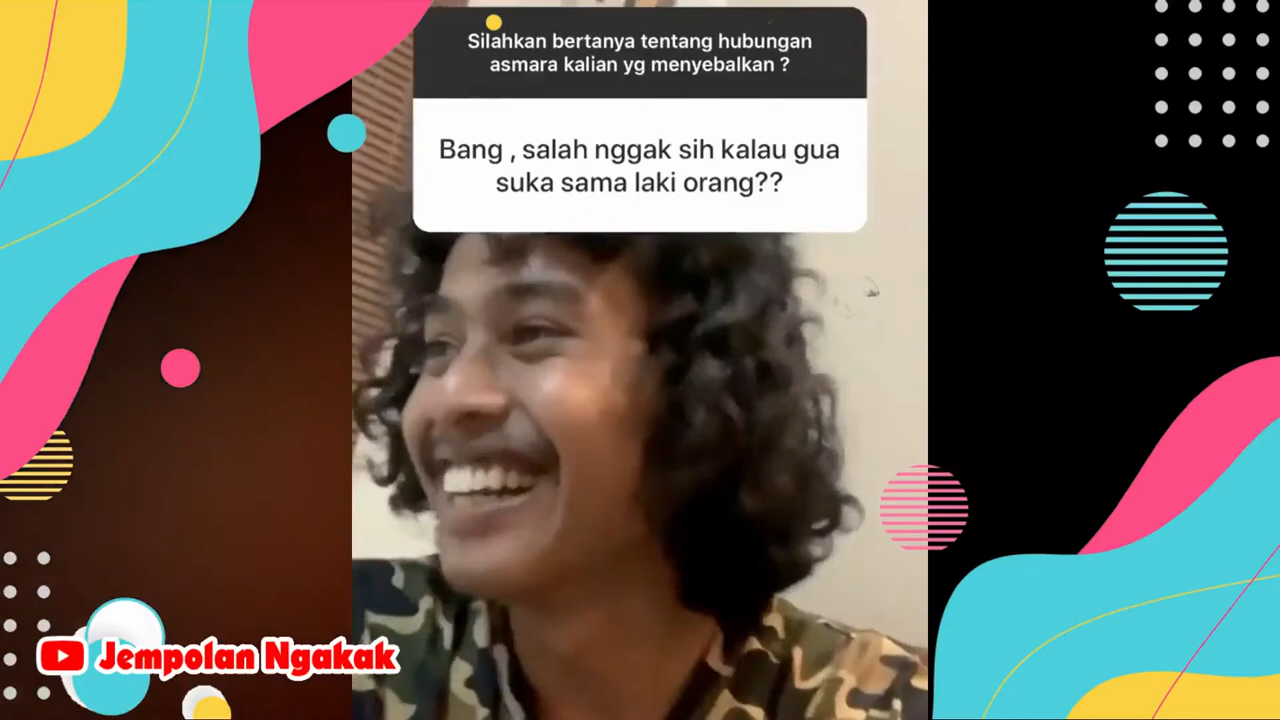 Silahkan bertanya tentang hubungan
asmara kalian yg menyebalkan ?
Bang , salah nggak sih kalau gua
suka sama laki orang??
Jempolan Ngakak